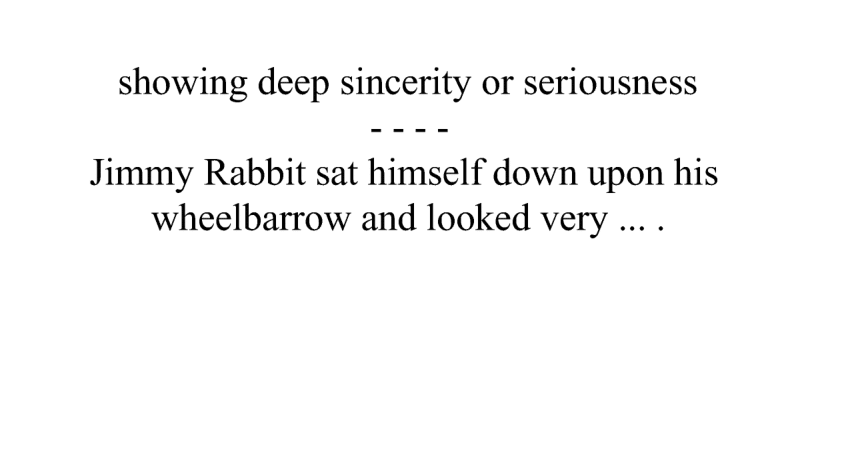 showing deep sincerity or seriousness
- - - -
Jimmy Rabbit sat himself down upon his
wheelbarrow and looked very ... .